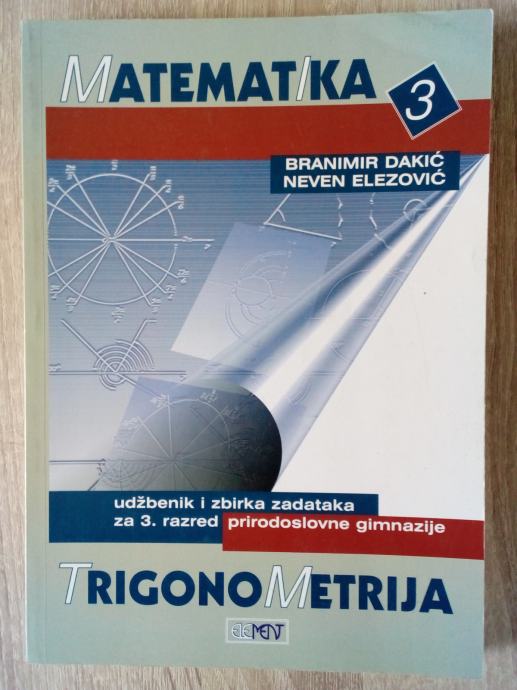 MATEMATIKA
3
BRANIMIR DAKIĆ
NEVEN ELEZOVIĆ
udžbenik i zbirka zadataka
za 3. razred prirodoslovne gimnazije
TRIGONOMETRIJA
ELEMENT